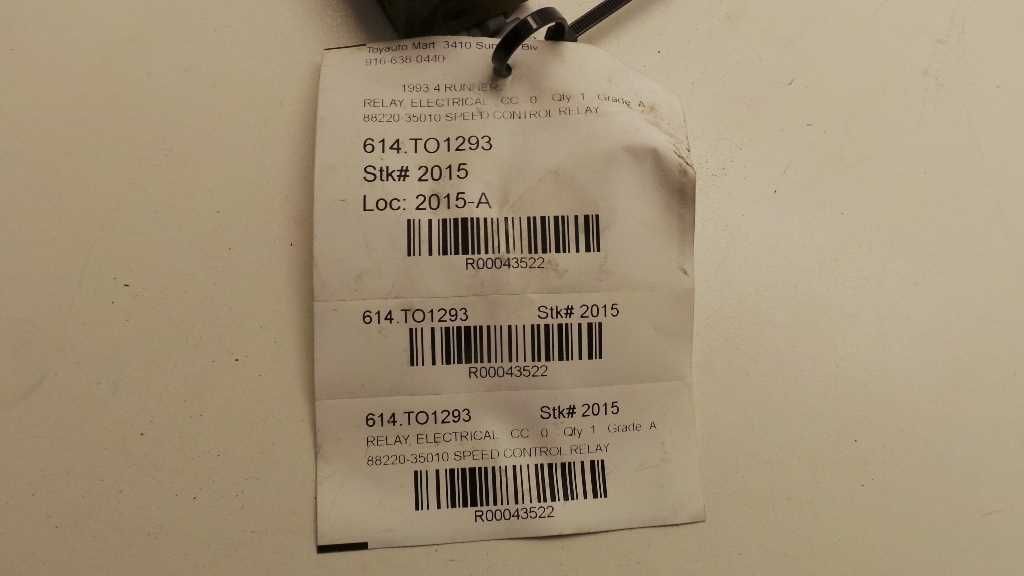 Toyauto Mart 3410 Blv
916-638-0440
1993 4 RUNNER
RELAY, ELECTRICAL CC 0 Qty 1 Grade A
88220-35010 SPEED CONTROL RELAY
614.TO1293
Stk# 2015
Loc: 2015-A
R00043522
614.TO1293 Stk# 2015
R00043522
614.TO1293 Stk# 2015
RELAY, ELECTRICAL CC 0 Qty 1 Grade A
88220-35010 SPEED CONTROL RELAY
R00043522